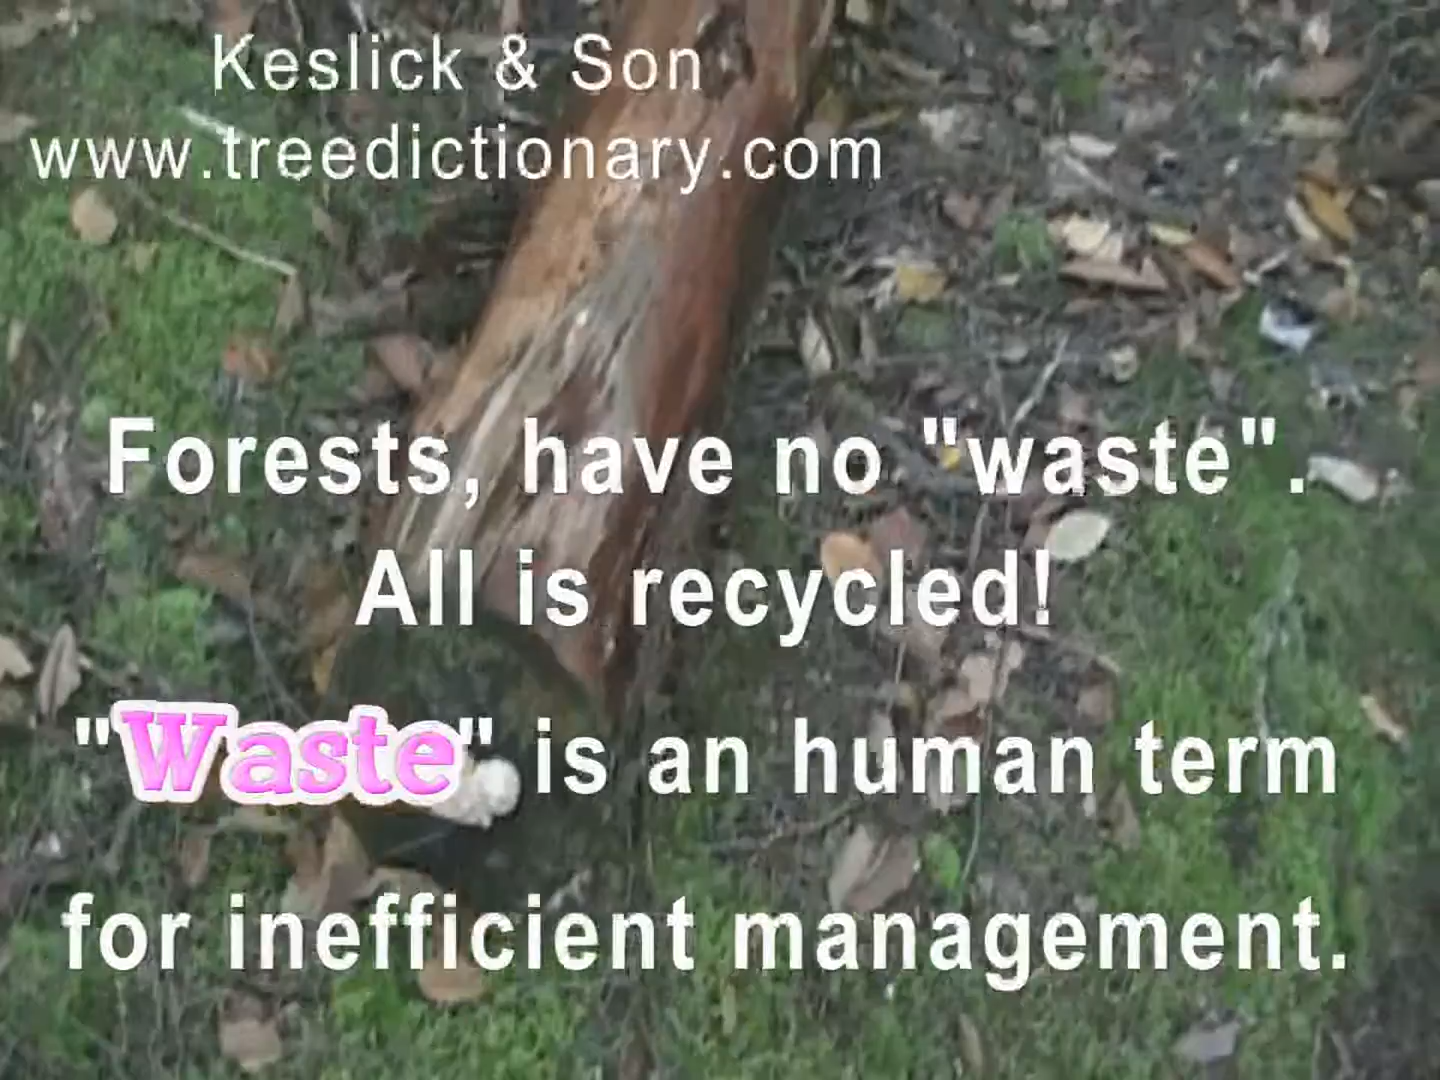 Keslick & Son
www.treedictionary.com
Forests, have no "waste".
All is recycled!
"Waste" is an human term
for inefficient management.